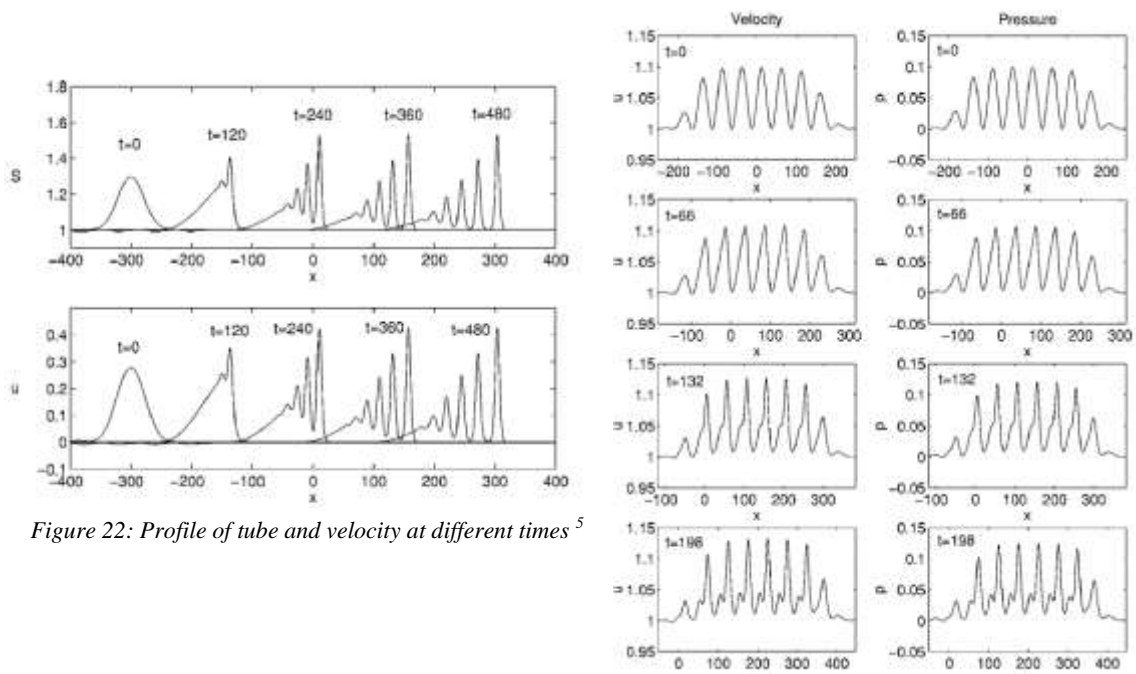 1.8
1.6
1.4
1.2
1
s
t=0
t=120
t=240
t=360
t=480
−400 −300 −200 −100 0 100 200 300 400
x
0.4
0.3
0.2
0.1
0
−0.1
u
t=0
t=120
t=240
t=360
t=480
−400 −300 −200 −100 0 100 200 300 400
x
Figure 22: Profile of tube and velocity at different times 5
Velocity
1.15
1.1
1.05
1
0.95
u
t=0
−200 −100 0 100 200
x
Pressure
0.15
0.1
0.05
0
−0.05
p
t=0
−200 −100 0 100 200
x
1.15
1.1
1.05
1
0.95
u
t=66
−100 0 100 200 300
x
0.15
0.1
0.05
0
−0.05
p
t=66
−100 0 100 200 300
x
1.15
1.1
1.05
1
0.95
u
t=132
−100 0 100 200 300
x
0.15
0.1
0.05
0
−0.05
p
t=132
−100 0 100 200 300
x
1.15
1.1
1.05
1
0.95
u
t=198
0 100 200 300 400
0.15
0.1
0.05
0
−0.05
p
t=198
0 100 200 300 400